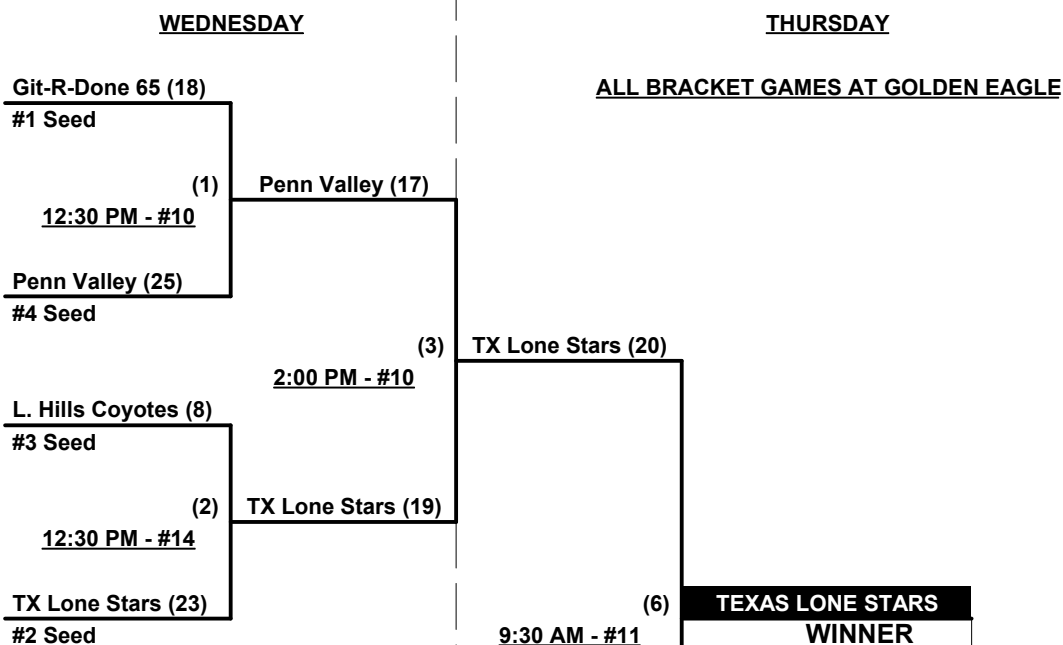 WEDNESDAY
THURSDAY
Git-R-Done 65 (18)
ALL BRACKET GAMES AT GOLDEN EAGLE
#1 Seed
(1)
Penn Valley (17)
12:30 PM - #10
Penn Valley (25)
#4 Seed
(3)
TX Lone Stars (20)
2:00 PM - #10
L. Hills Coyotes (8)
#3 Seed
(2)
TX Lone Stars (19)
12:30 PM - #14
TX Lone Stars (23)
(6)
TEXAS LONE STARS
#2 Seed
9:30 AM - #11
WINNER